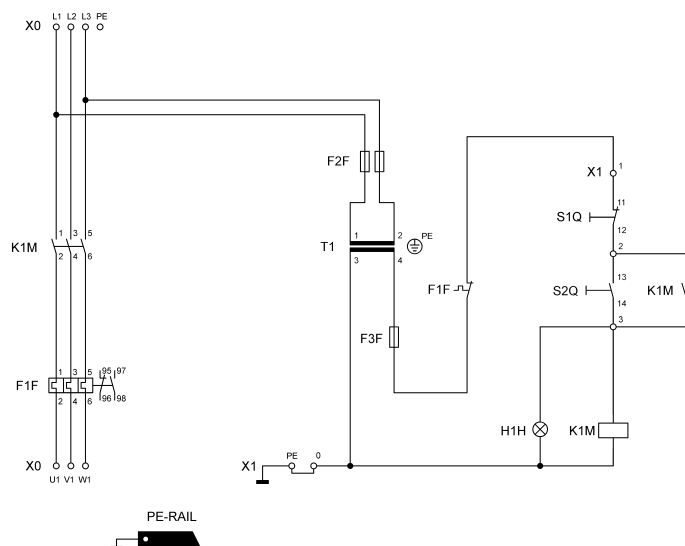 X0 L1 L2 L3 PE
F2F
X1 1
S1Q 11
12
K1M 1 3 5
2 4 6
T1 1 2 PE
3 4
2
F1F
S2Q 13
14
K1M
3
F3F
F1F 1 3 5 95 97
2 4 6 96 98
H1H K1M
X0 U1 V1 W1
X1 PE 0
PE-RAIL